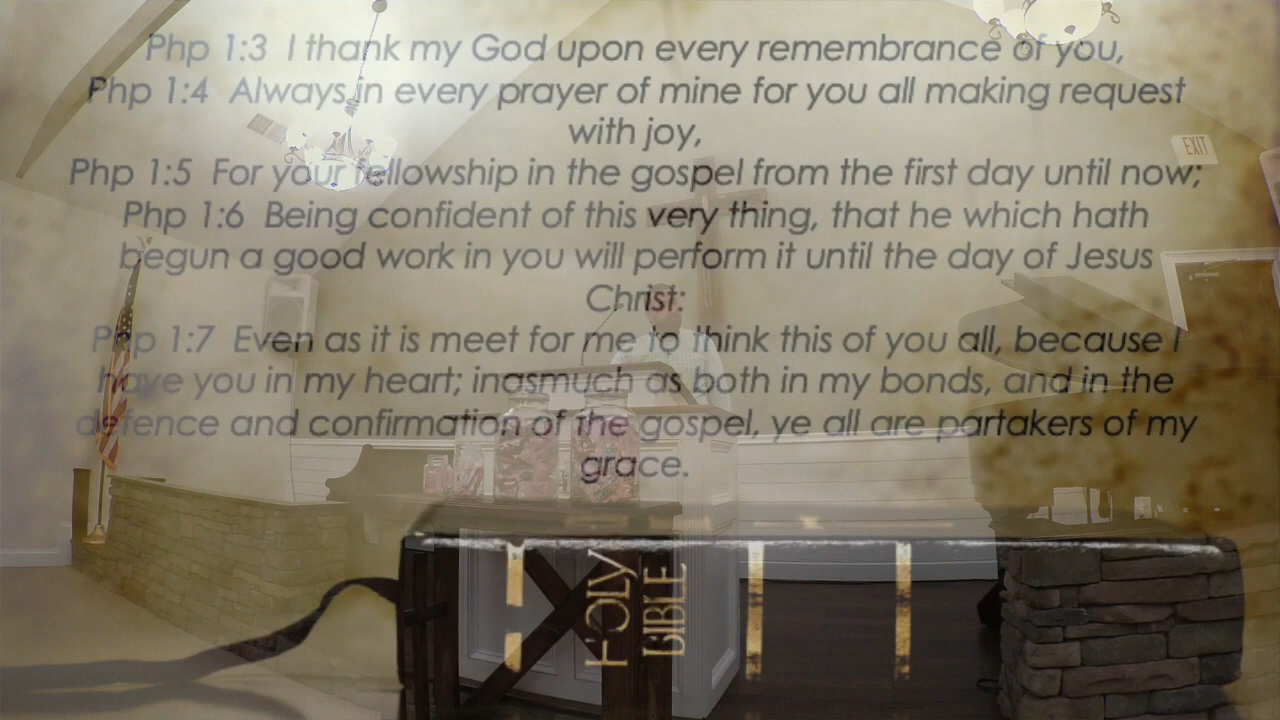 Php 1:3 I thank my God upon every remembrance of you,
Php 1:4 Always in every prayer of mine for you all making request
with joy,
Php 1:5 For your fellowship in the gospel from the first day until now;
Php 1:6 Being confident of this very thing, that he which hath
begun a good work in you will perform it until the day of Jesus
Christ:
Php 1:7 Even as it is meet for me to think this of you all, because I
have you in my heart; inasmuch as both in my bonds, and in the
defence and confirmation of the gospel, ye all are partakers of my
grace.
EXIT
HOLY
BIBLE